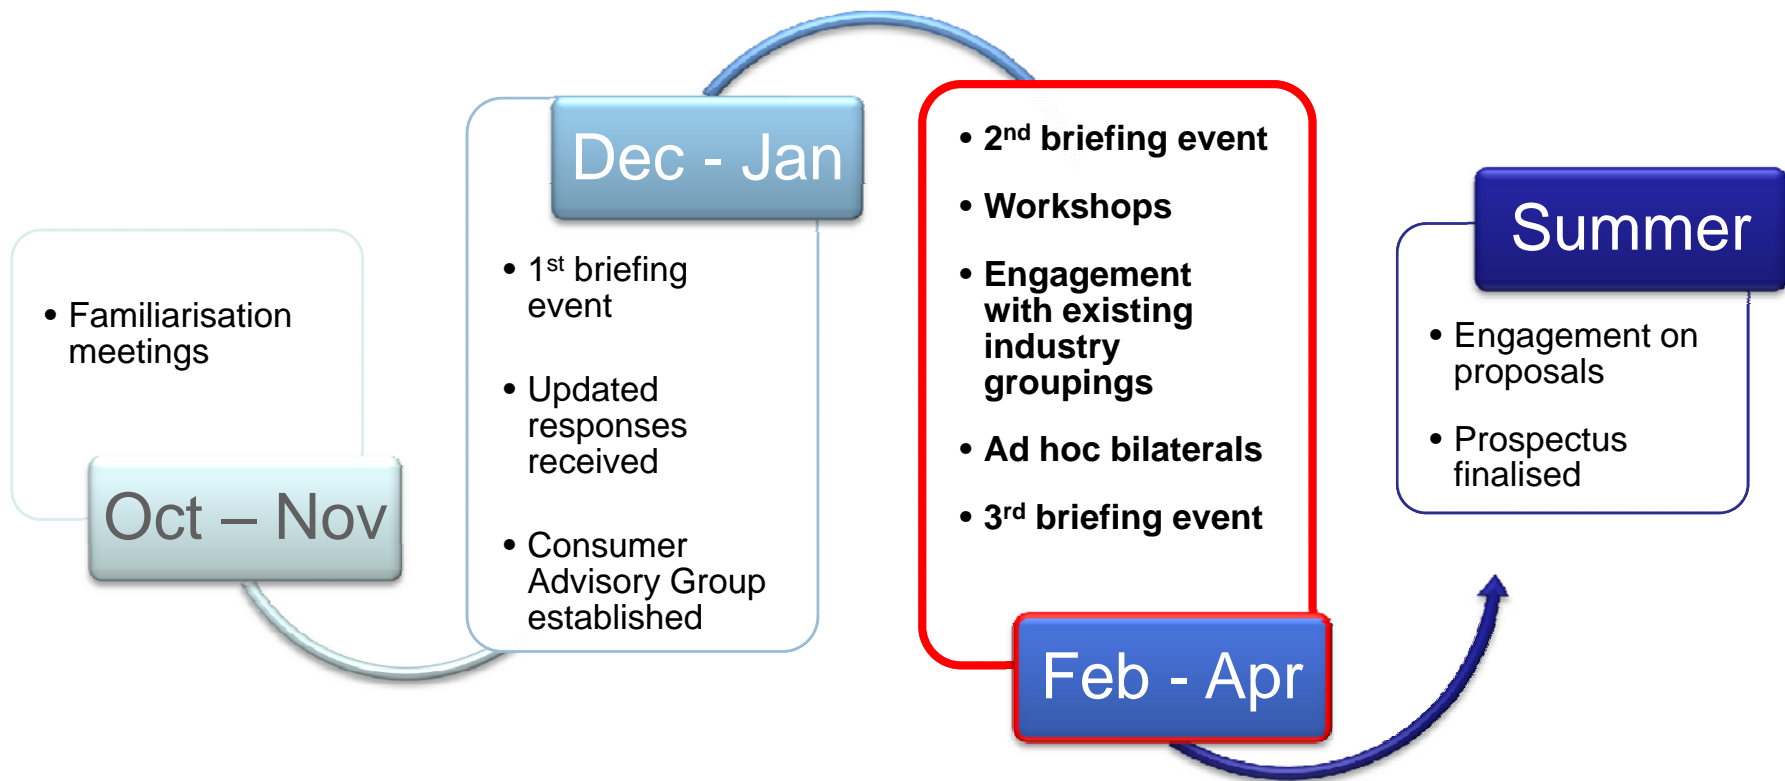 • Familiarisation
meetings
Oct – Nov
Dec - Jan
• 1st briefing
event
• Updated
responses
received
• Consumer
Advisory Group
established
• 2nd briefing event
• Workshops
• Engagement
with existing
industry
groupings
• Ad hoc bilaterals
• 3rd briefing event
Feb - Apr
Summer
• Engagement on
proposals
• Prospectus
finalised